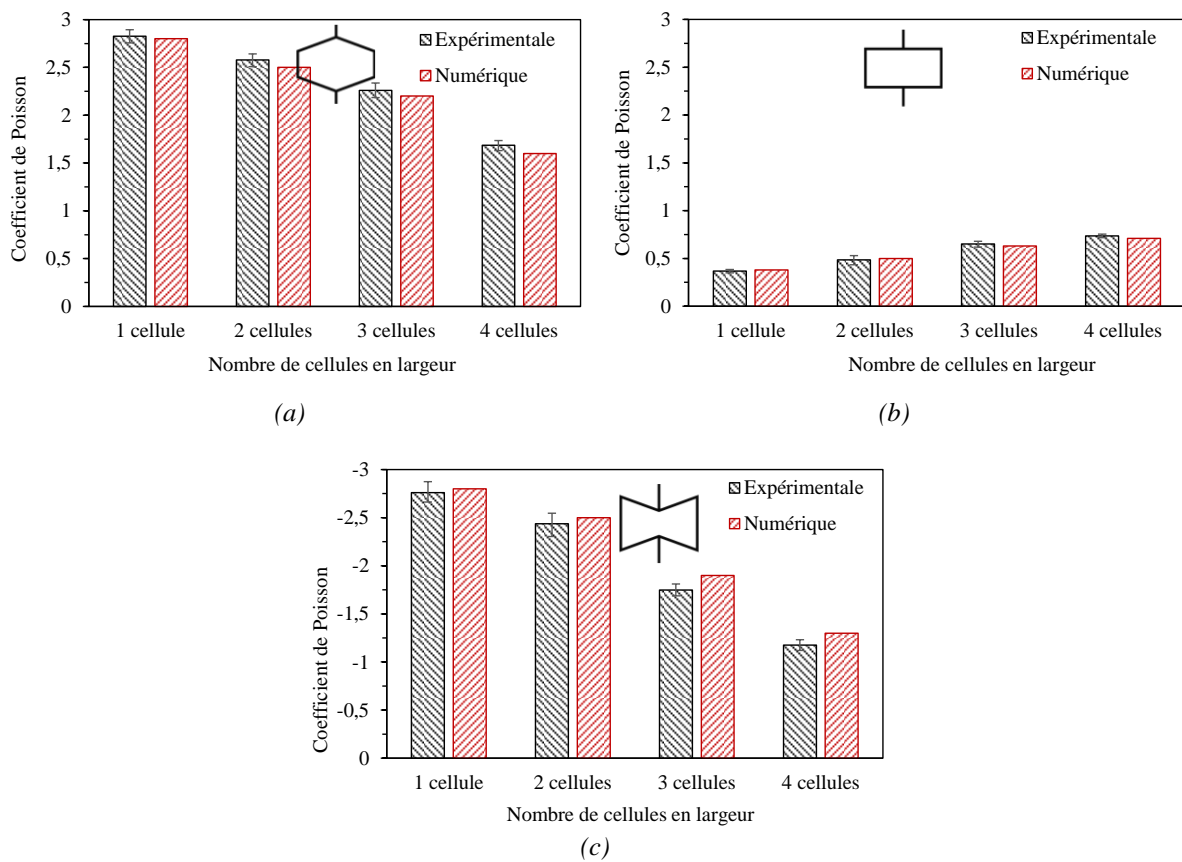 3
2,5
2
1,5
1
0,5
0
Coefficient de Poisson
Expérimentale
Numérique
1 cellule 2 cellules 3 cellules 4 cellules
Nombre de cellules en largeur
(a)
3
2,5
2
1,5
1
0,5
0
Coefficient de Poisson
Expérimentale
Numérique
1 cellule 2 cellules 3 cellules 4 cellules
Nombre de cellules en largeur
(b)
-3
-2,5
-2
-1,5
-1
-0,5
0
Coefficient de Poisson
Expérimentale
Numérique
1 cellule 2 cellules 3 cellules 4 cellules
Nombre de cellules en largeur
(c)